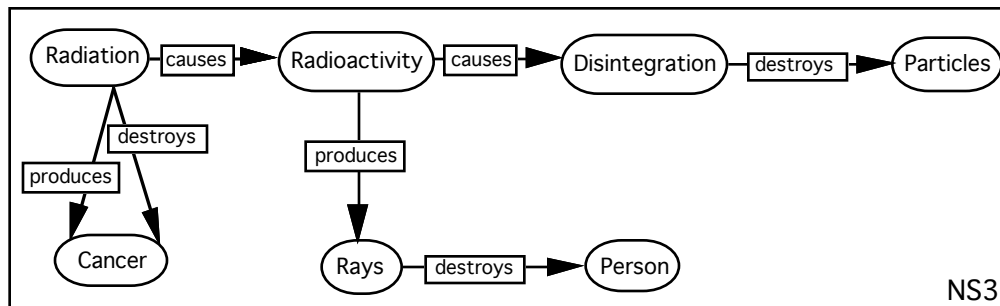 Radiation
causes
Radioactivity
causes
Disintegration
destroys
Particles
destroys
produces
produces
Cancer
Rays
destroys
Person
NS3